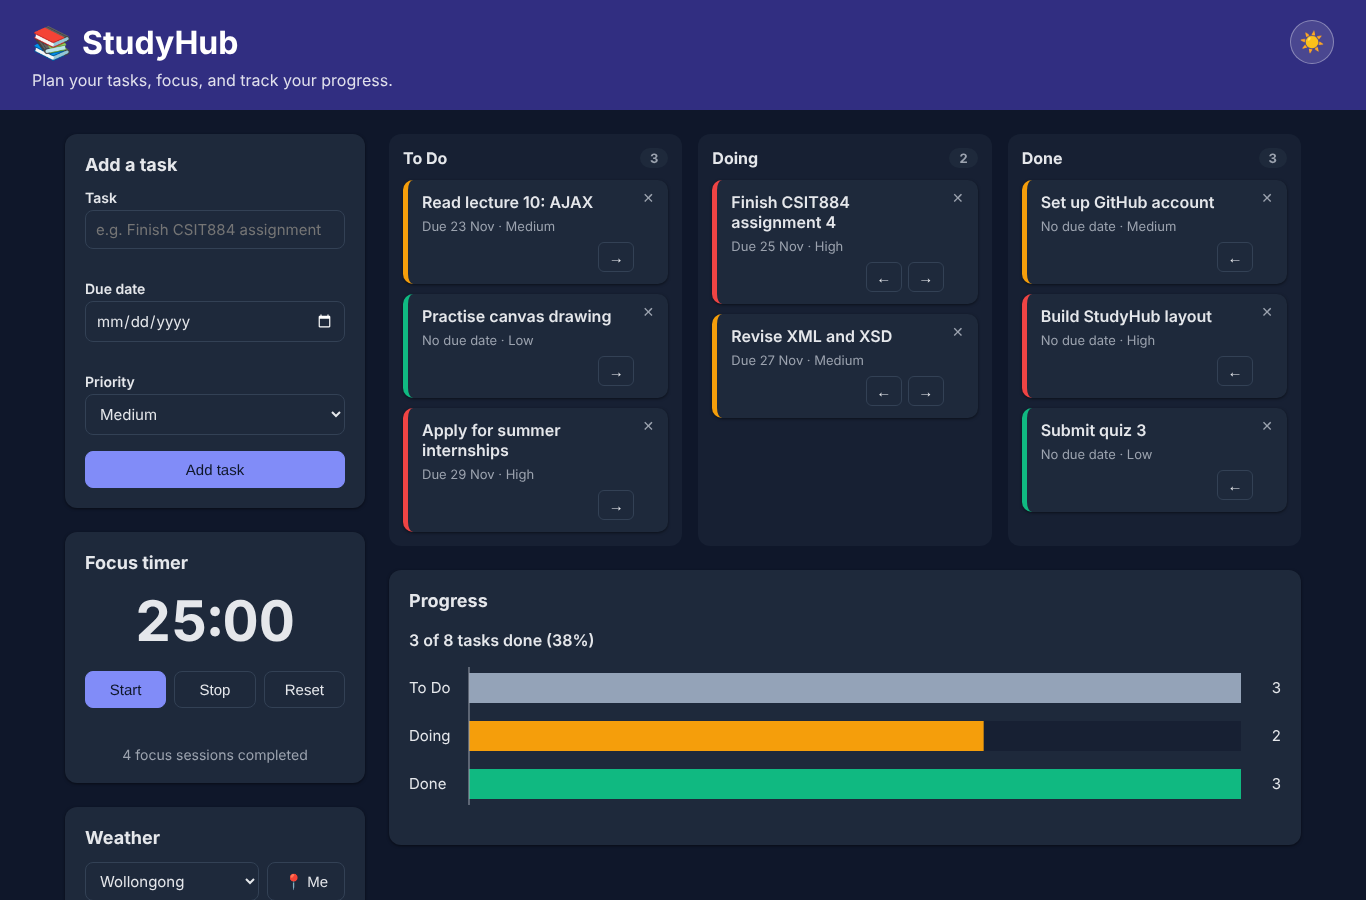 📚 StudyHub
☀️
Plan your tasks, focus, and track your progress.
Add a task
Task
e.g. Finish CSIT884 assignment
Due date
mm/dd/yyyy
Priority
Medium
Add task
Focus timer
25:00
Start Stop Reset
4 focus sessions completed
Weather
Wollongong 📍 Me
To Do 3
Read lecture 10: AJAX ✕
Due 23 Nov · Medium
→
Practise canvas drawing ✕
No due date · Low
→
Apply for summer ✕
internships
Due 29 Nov · High
→
Doing 2
Finish CSIT884 ✕
assignment 4
Due 25 Nov · High
← →
Revise XML and XSD ✕
Due 27 Nov · Medium
← →
Done 3
Set up GitHub account ✕
No due date · Medium
←
Build StudyHub layout ✕
No due date · High
←
Submit quiz 3 ✕
No due date · Low
←
Progress
3 of 8 tasks done (38%)
To Do 3
Doing 2
Done 3